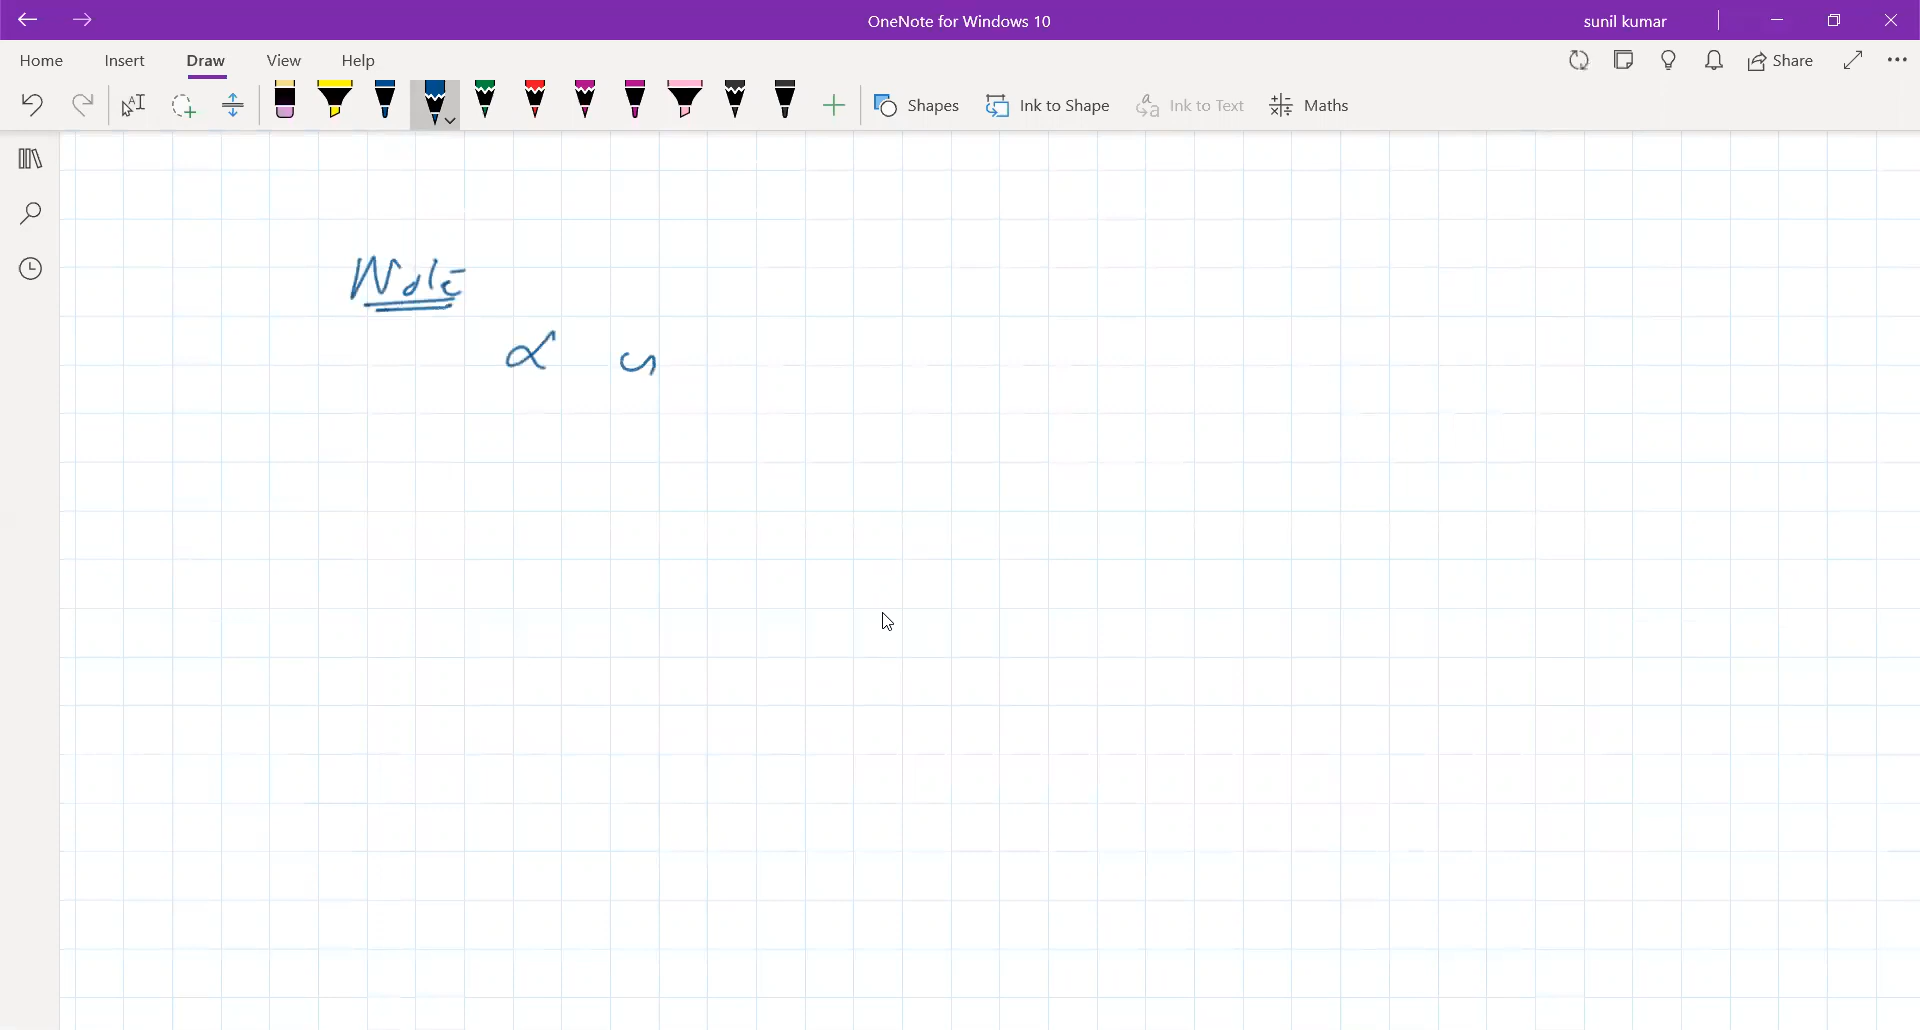 OneNote for Windows 10
sunil kumar
Home Insert Draw View Help
Share
Shapes Ink to Shape Ink to Text Maths
Note
α